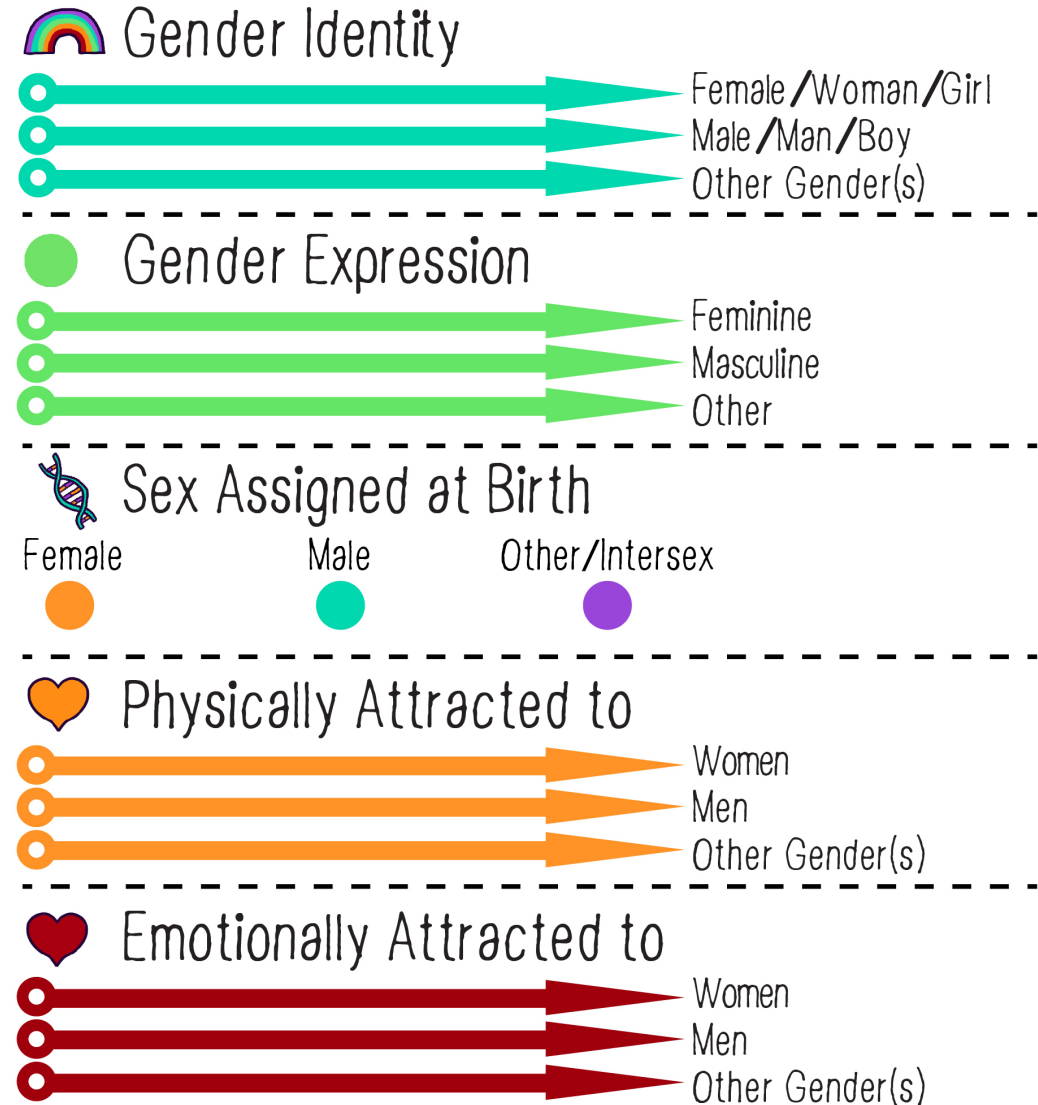 Gender Identity
Female/Woman/Girl
Male/Man/Boy
Other Gender(s)
Gender Expression
Feminine
Masculine
Other
Sex Assigned at Birth
Female Male Other/Intersex
Physically Attracted to
Women
Men
Other Gender(s)
Emotionally Attracted to
Women
Men
Other Gender(s)